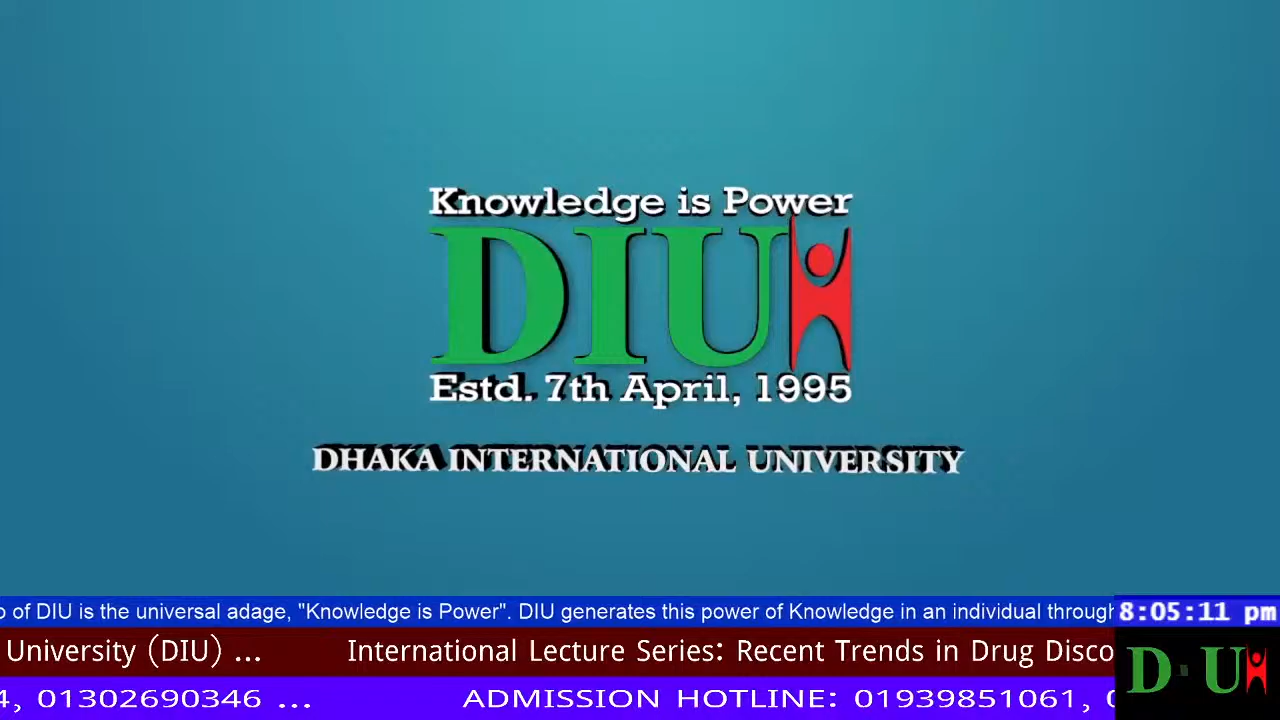 Knowledge is Power
DIU
Estd. 7th April, 1995
DHAKA INTERNATIONAL UNIVERSITY
of DIU is the universal adage, "Knowledge is Power". DIU generates this power of Knowledge in an individual through
8:05:11 pm
University (DIU) ... International Lecture Series: Recent Trends in Drug Disco
D U
4, 01302690346 ... ADMISSION HOTLINE: 01939851061,